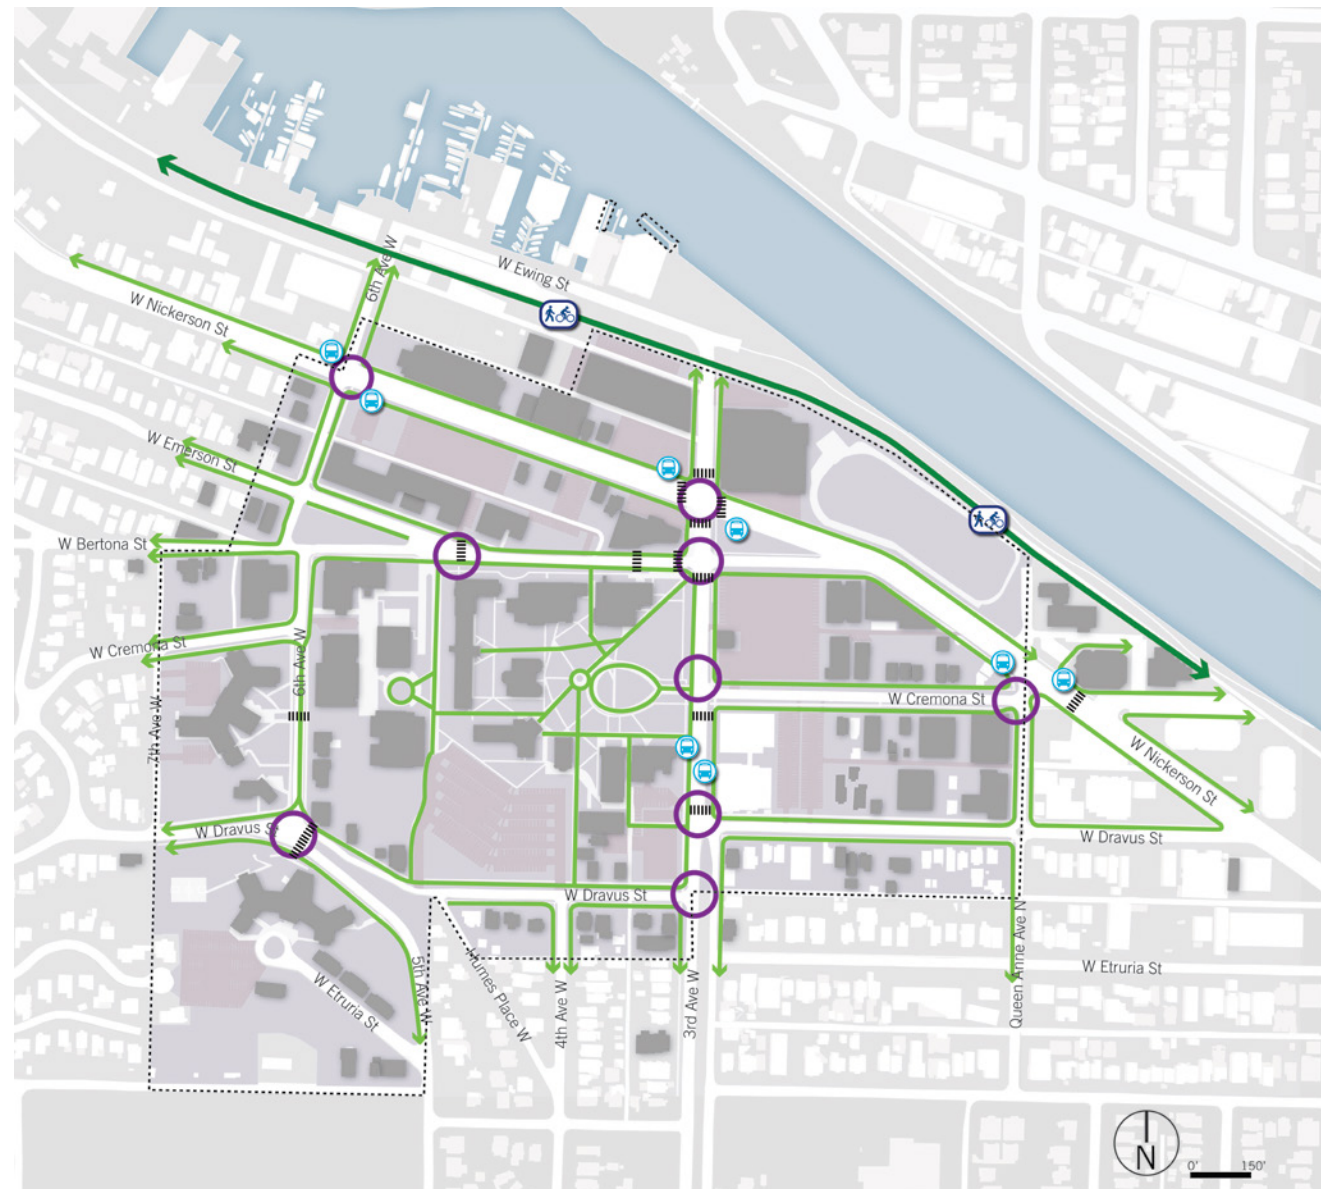 6th Ave W
W Ewing St
W Nickerson St
W Emerson St
W Bertona St
W Cremona St
6th Ave W
7th Ave W
W Cremona St
W Nickerson St
W Dravus St
W Dravus St
W Dravus St
5th Ave W
W Etruria St
Humes Place W
4th Ave W
3rd Ave W
Queen Anne Ave N
W Etruria St
N
0'
150'